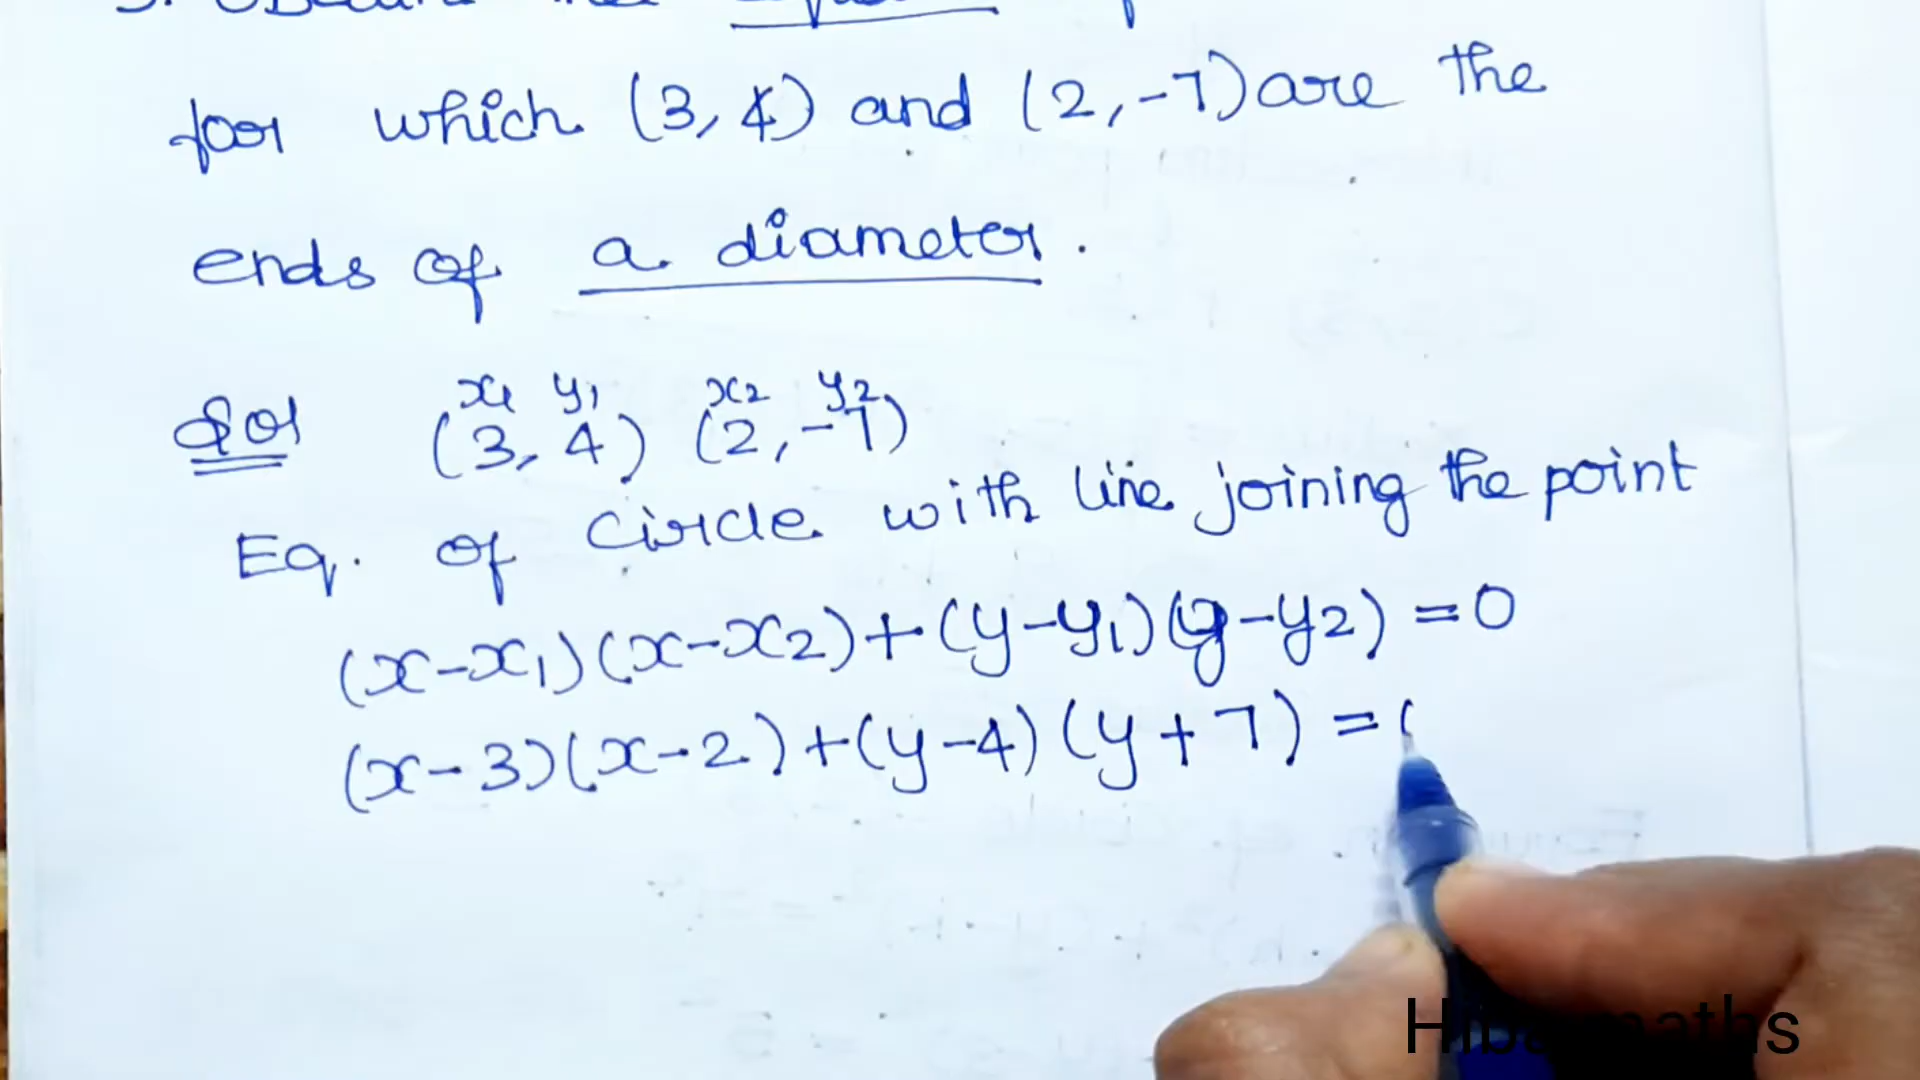 for which (3, 4) and (2, -7) are the
ends of a diameter.
x1 y1 x2 y2
Sol (3, 4) (2, -7)
Eq. of circle with line joining the point
(x-x1)(x-x2)+(y-y1)(y-y2) =0
(x-3)(x-2)+(y-4)(y+7) =
maths